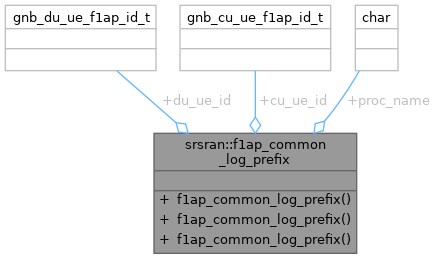 gnb_du_ue_f1ap_id_t
gnb_cu_ue_f1ap_id_t
char
+du_ue_id
+cu_ue_id
+proc_name
srsran::f1ap_common
_log_prefix
+ f1ap_common_log_prefix()
+ f1ap_common_log_prefix()
+ f1ap_common_log_prefix()